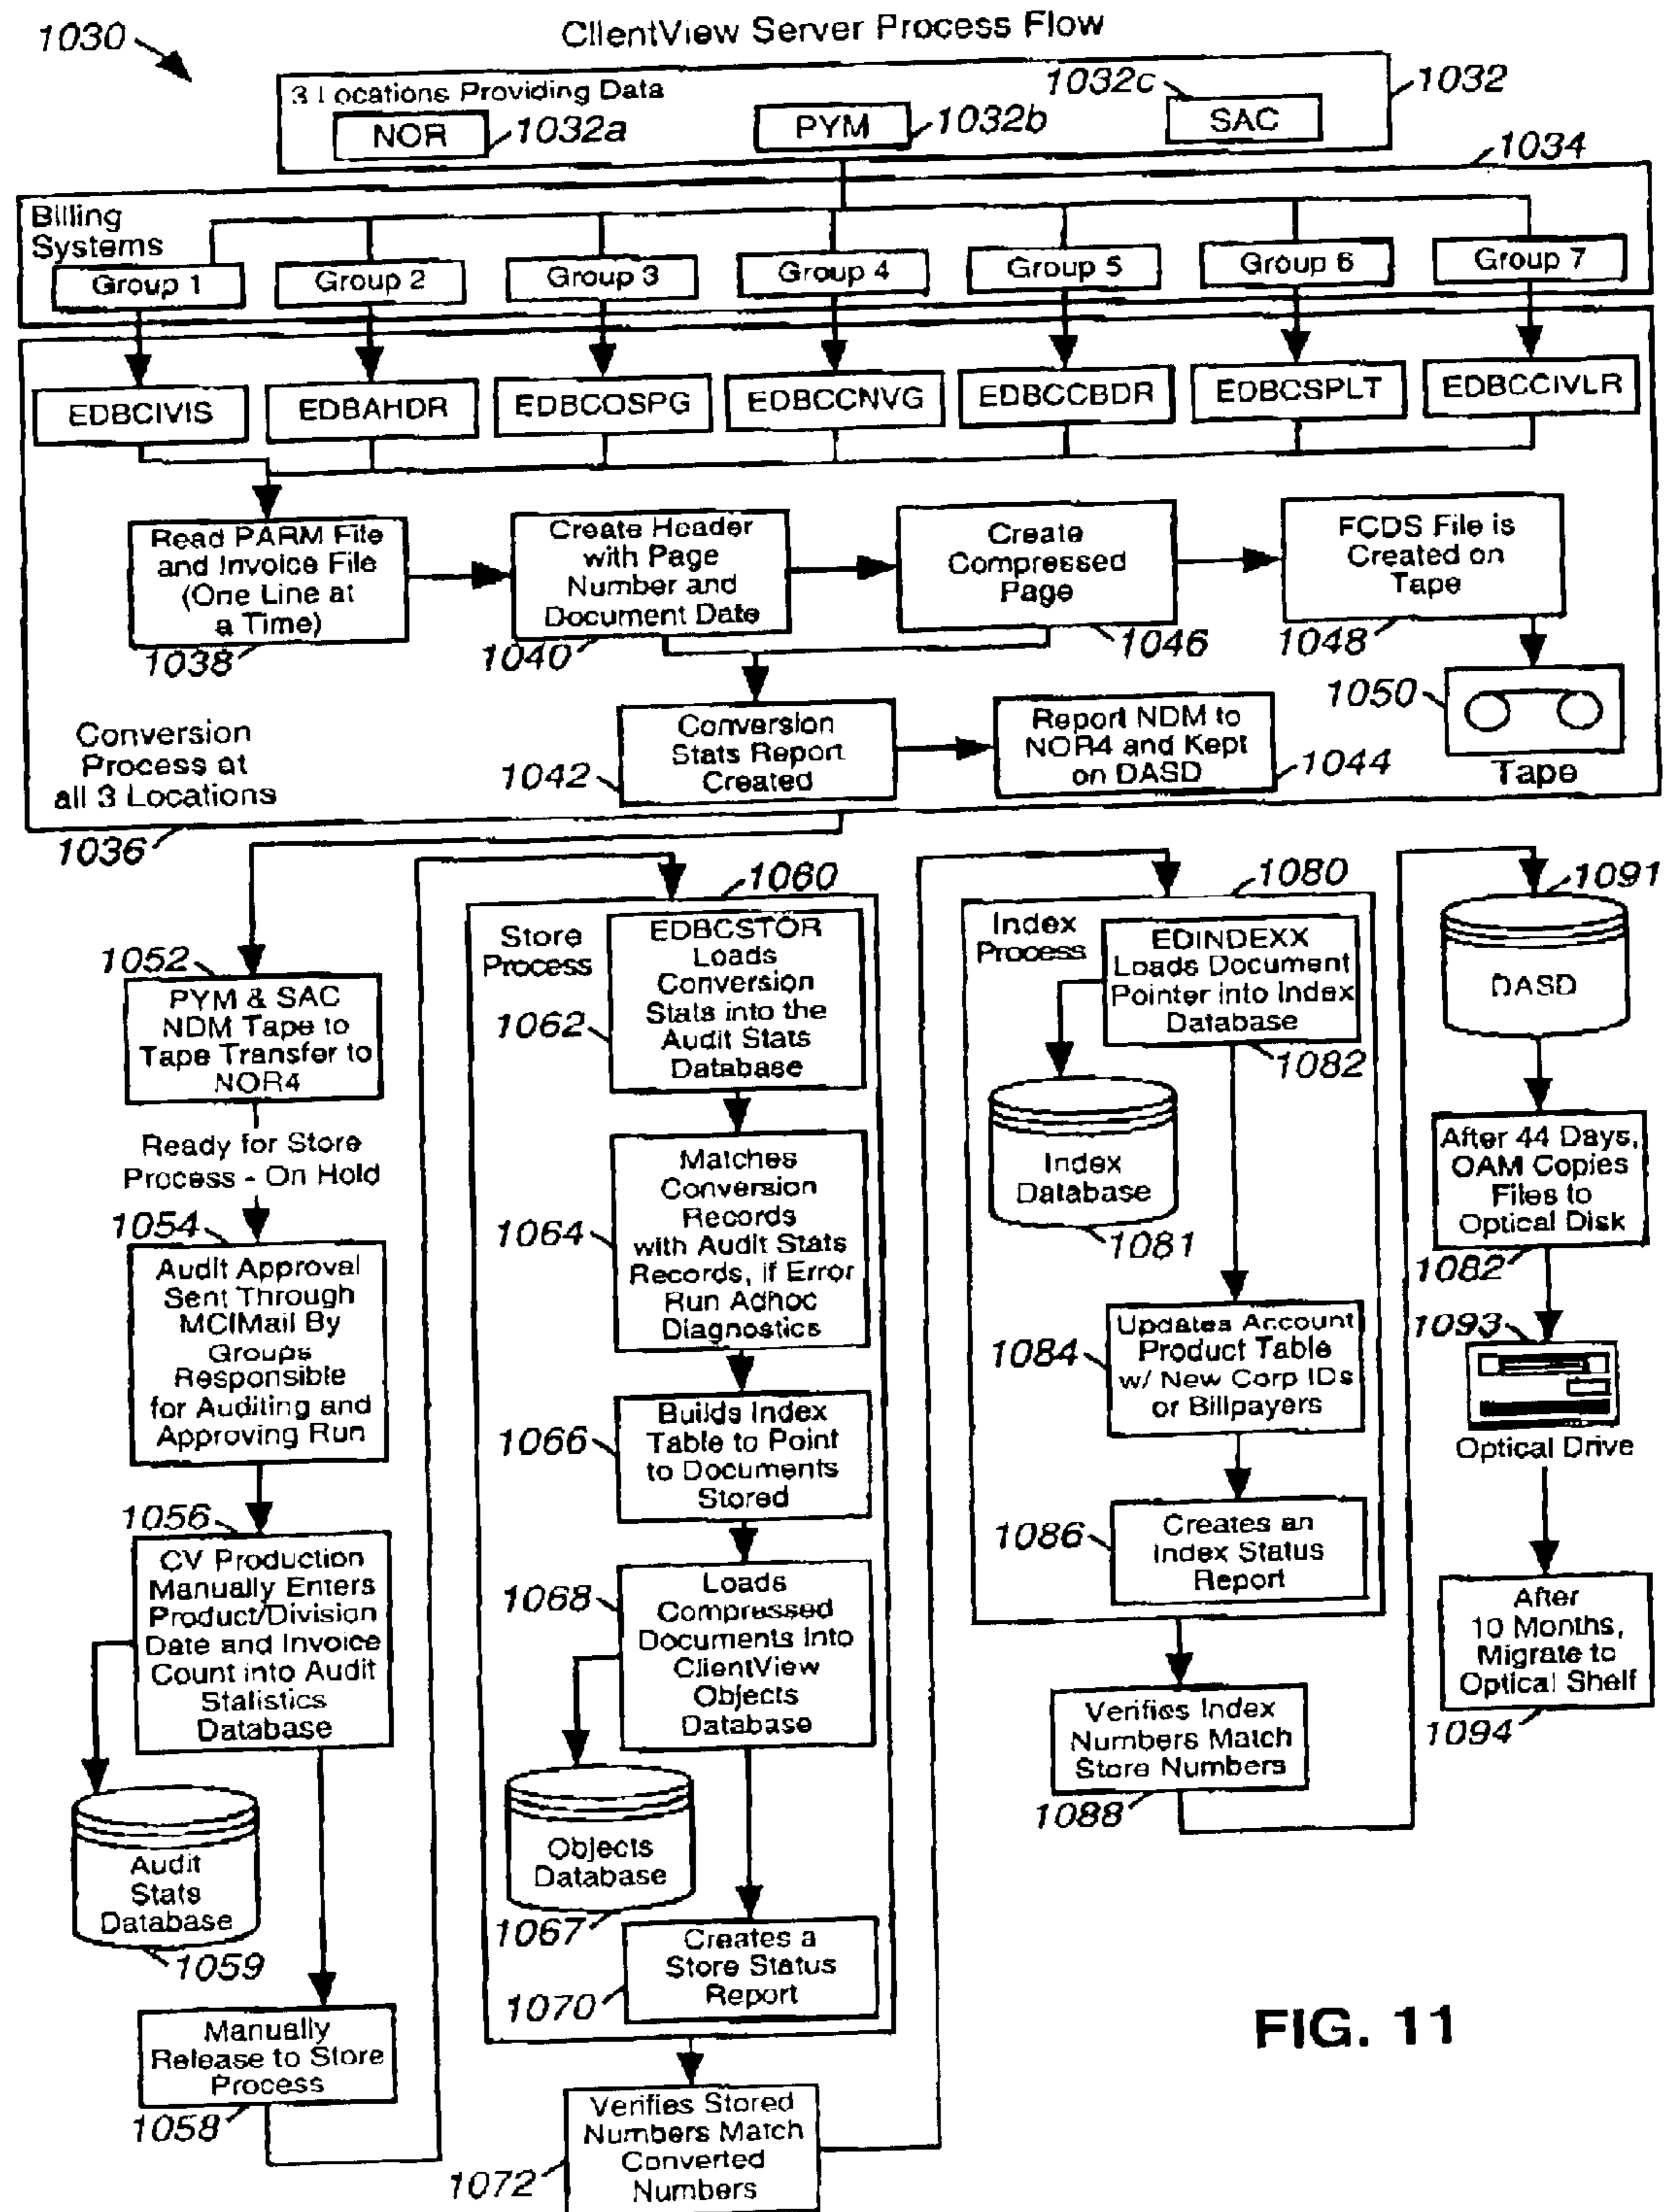 1030
ClientView Server Process Flow
3 Locations Providing Data
1032c
1032
NOR
1032a
PYM
1032b
SAC
1034
Billing
Systems
Group 1
Group 2
Group 3
Group 4
Group 5
Group 6
Group 7
EDBCIVIS
EDBAHDR
EDBCOSPG
EDBCCNVG
EDBCCBDR
EDBCSPLT
EDBCCIVLR
Read PARM File
and Invoice File
(One Line at
a Time)
1038
Create Header
with Page
Number and
Document Date
1040
Create
Compressed
Page
1046
FCDS File is
Created on
Tape
1048
1050
Tape
Conversion
Process at
all 3 Locations
1036
Conversion
Stats Report
Created
1042
Report NDM to
NOR4 and Kept
on DASD
1044
1052
PYM & SAC
NDM Tape to
Tape Transfer to
NOR4
Ready for Store
Process - On Hold
1054
Audit Approval
Sent Through
MCIMail By
Groups
Responsible
for Auditing and
Approving Run
1056
CV Production
Manually Enters
Product/Division
Date and Invoice
Count into Audit
Statistics
Database
Audit
Stats
Database
1059
Manually
Release to Store
Process
1058
1060
Store
Process
EDBCSTOR
Loads
Conversion
Stats into the
Audit Stats
Database
1062
Matches
Conversion
Records
with Audit Stats
Records, if Error
Run Adhoc
Diagnostics
1064
Builds Index
Table to Point
to Documents
Stored
1066
Loads
Compressed
Documents Into
ClientView
Objects
Database
1068
Objects
Database
1067
Creates a
Store Status
Report
1070
Verifies Stored
Numbers Match
Converted
Numbers
1072
1080
Index
Process
EDINDEXX
Loads Document
Pointer into Index
Database
1082
Index
Database
1081
Updates Account
Product Table
w/ New Corp IDs
or Billpayers
1084
Creates an
Index Status
Report
1086
Verifies Index
Numbers Match
Store Numbers
1088
1091
DASD
After 44 Days,
OAM Copies
Files to
Optical Disk
1082
1093
Optical Drive
After
10 Months,
Migrate to
Optical Shelf
1094
FIG. 11